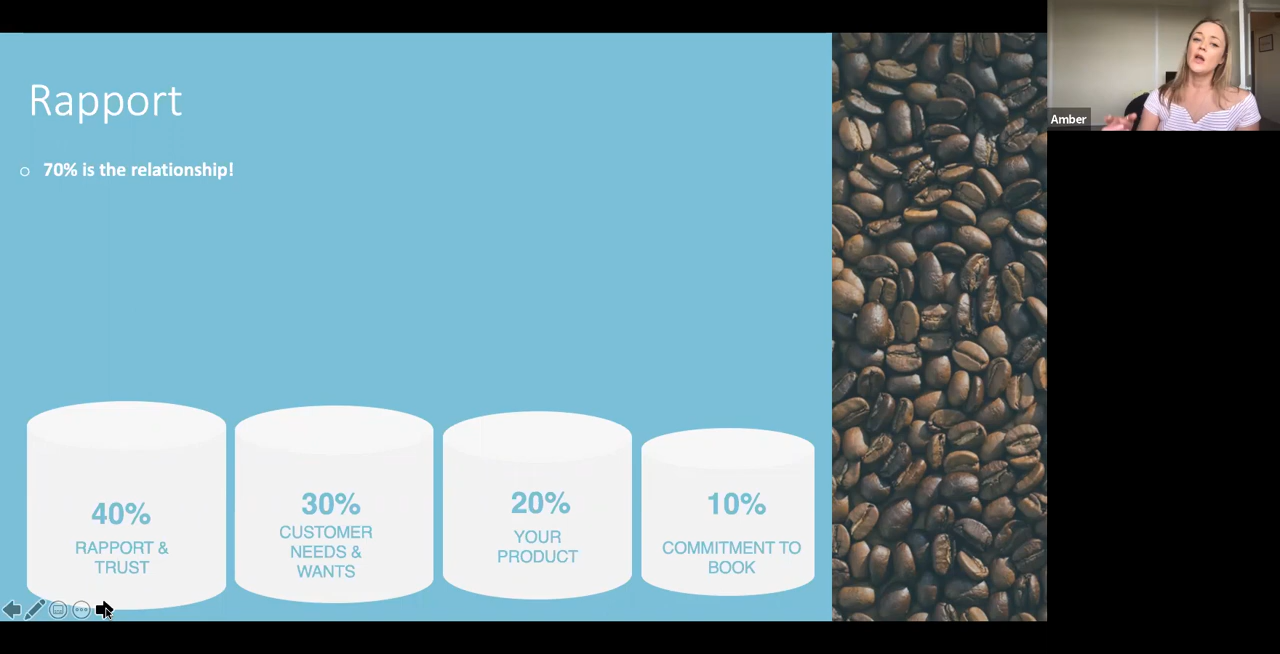 Rapport
70% is the relationship!
40%
RAPPORT &
TRUST
30%
CUSTOMER
NEEDS &
WANTS
20%
YOUR
PRODUCT
10%
COMMITMENT TO
BOOK
Amber